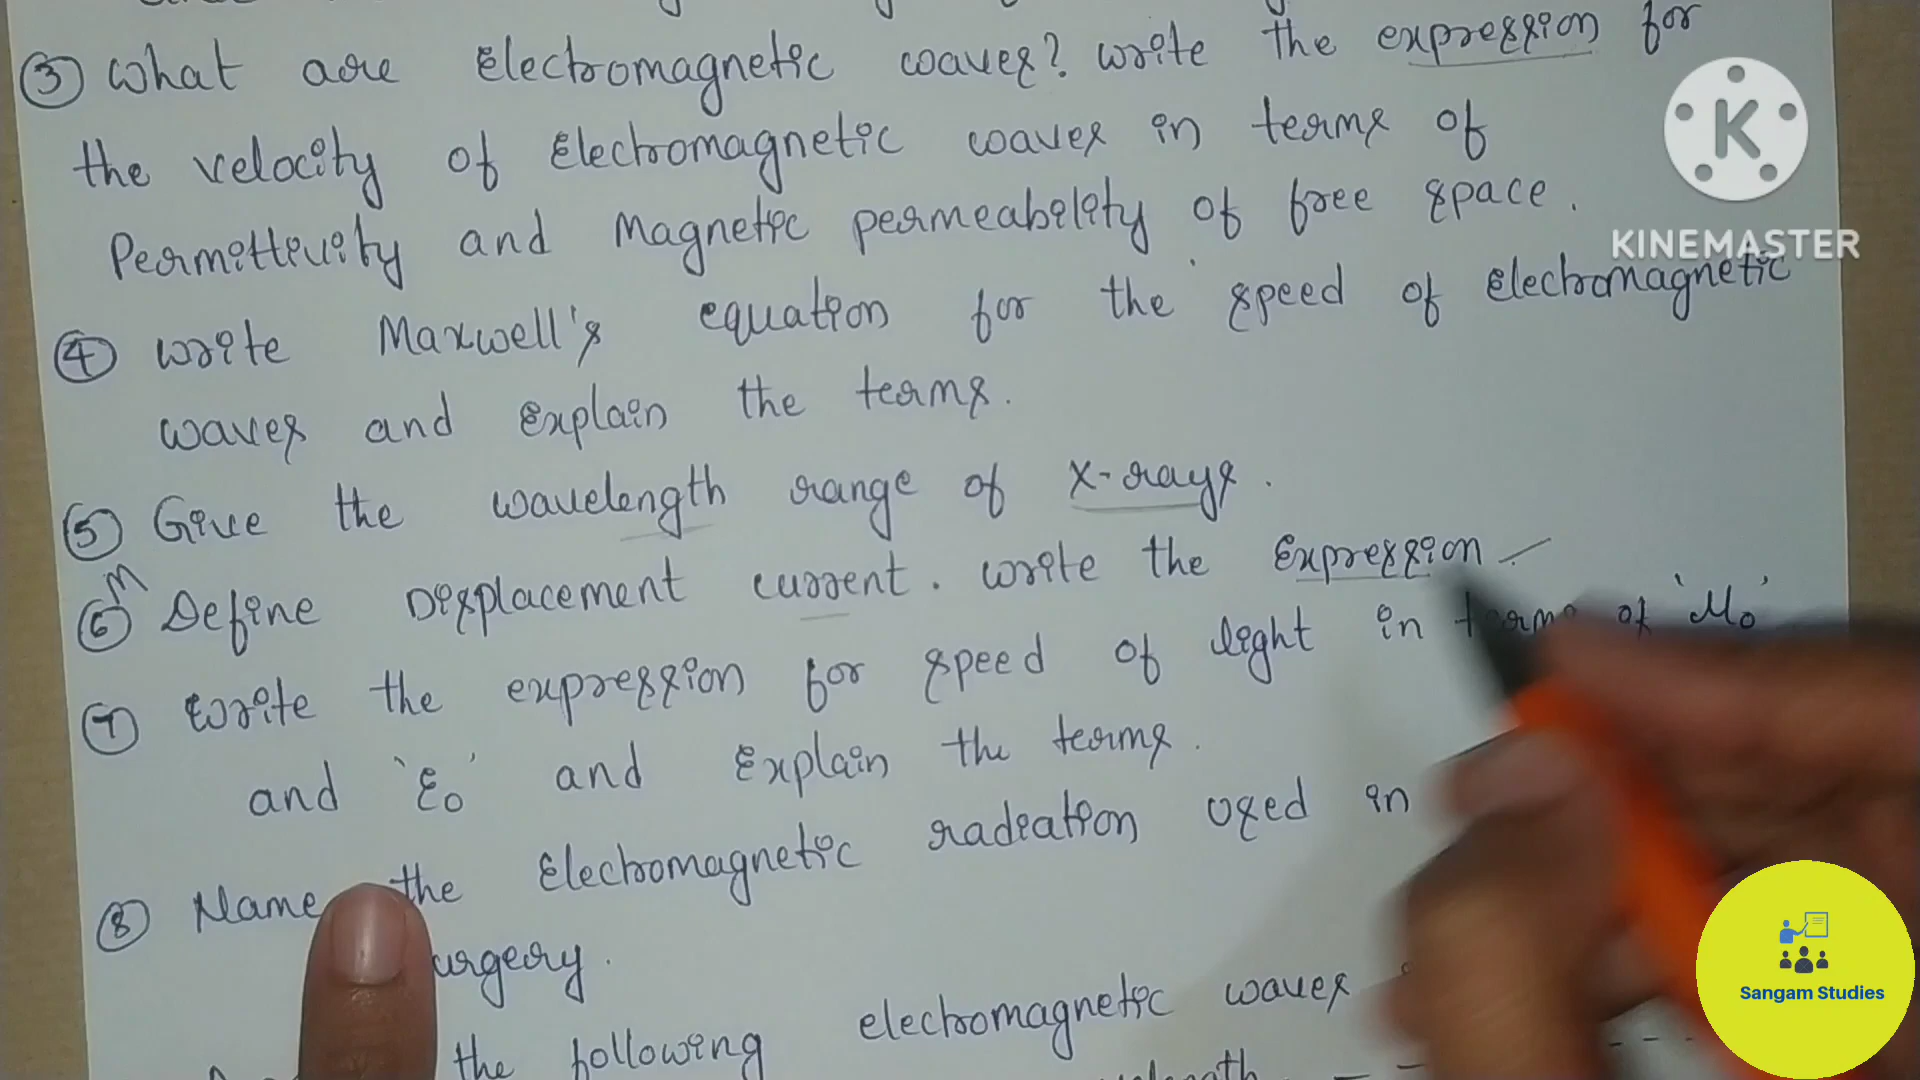 ③ What are Electromagnetic waves? Write the expression for
the velocity of Electromagnetic waves in terms of
Permittivity and Magnetic permeability of free space.
④ Write Maxwell's equation for the speed of electromagnetic
waves and Explain the terms.
⑤ Give the wavelength range of X-rays.
M
⑥ Define Displacement current. Write the Expression
⑦ Write the expression for speed of light in terms of 'μ₀'
and 'ε₀' and Explain the terms.
⑧ Name the Electromagnetic radiation used in
the following electromagnetic waves
KINEMASTER
Sangam Studies